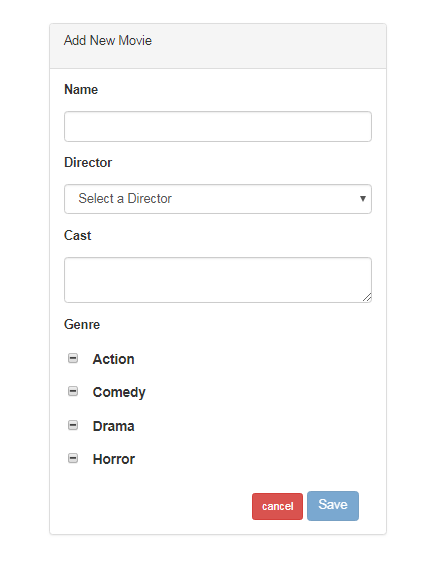 Add New Movie
Name
Director
Select a Director
Cast
Genre
Action
Comedy
Drama
Horror
cancel Save